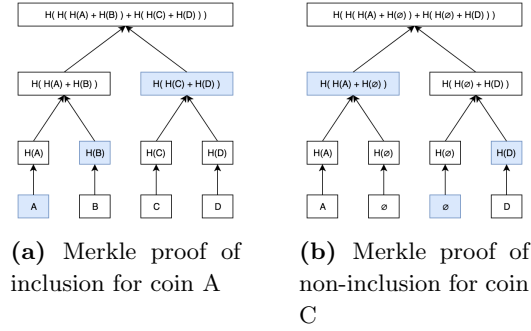 H( H( H(A) + H(B) ) + H( H(C) + H(D) ) )
H( H(A) + H(B) )
H( H(C) + H(D) )
H(A)
H(B)
H(C)
H(D)
A
B
C
D
(a) Merkle proof of
inclusion for coin A
H( H( H(A) + H(∅) ) + H( H(∅) + H(D) ) )
H( H(A) + H(∅) )
H( H(∅) + H(D) )
H(A)
H(∅)
H(∅)
H(D)
A
∅
∅
D
(b) Merkle proof of
non-inclusion for coin
C